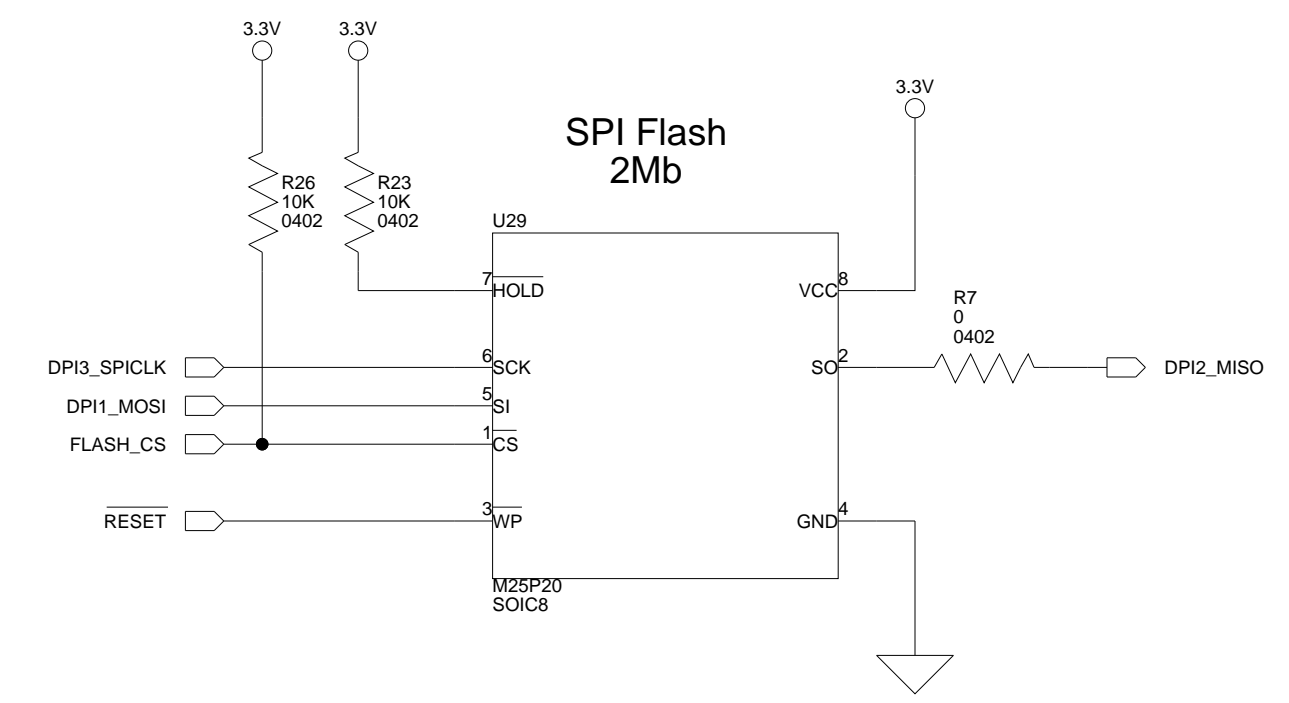 3.3V
3.3V
3.3V
SPI Flash
2Mb
R26
10K
0402
R23
10K
0402
U29
7
HOLD
VCC
8
R7
0
0402
DPI3_SPICLK
6
SCK
SO
2
DPI2_MISO
DPI1_MOSI
5
SI
FLASH_CS
1
CS
RESET
3
WP
GND
4
M25P20
SOIC8